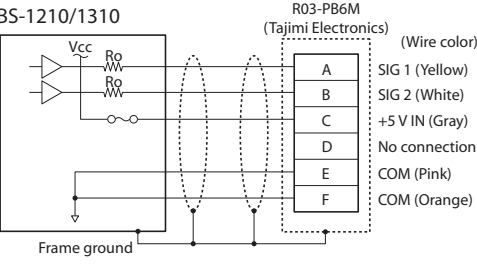 BS-1210/1310
R03-PB6M
(Tajimi Electronics)
(Wire color)
Vcc
Ro
Ro
A SIG 1 (Yellow)
B SIG 2 (White)
C +5 V IN (Gray)
D No connection
E COM (Pink)
F COM (Orange)
Frame ground